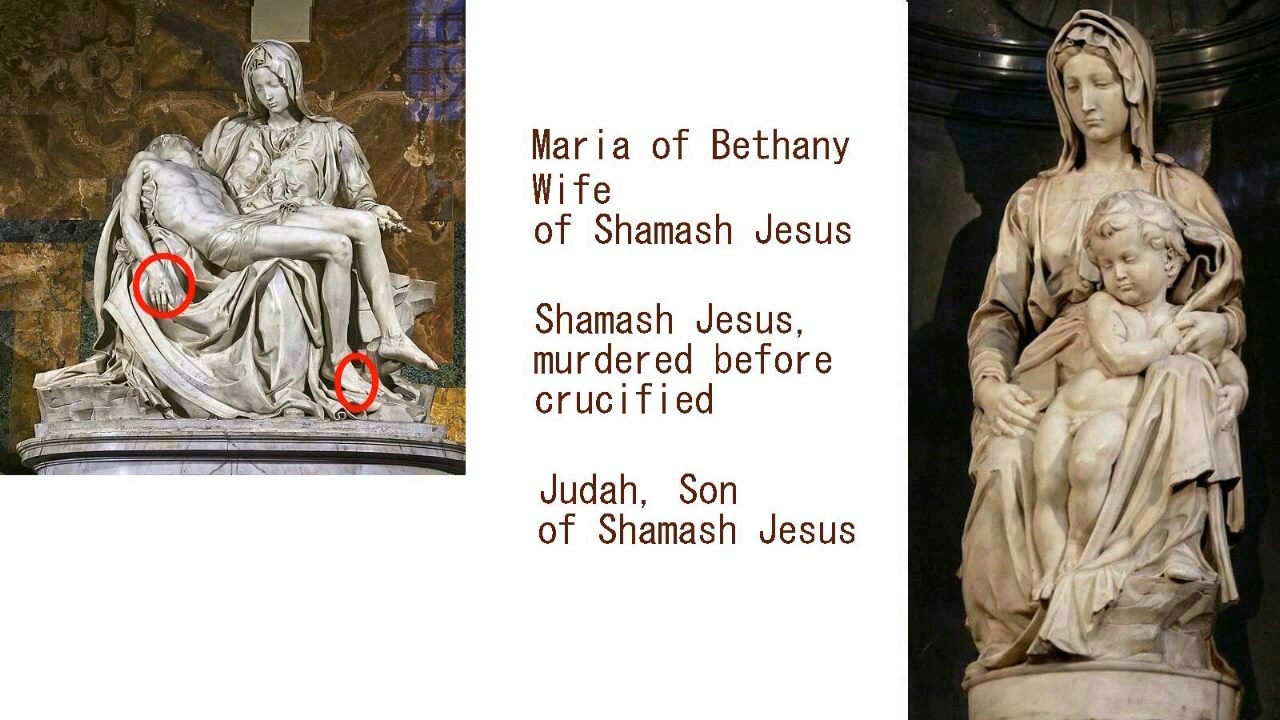 Maria of Bethany
Wife
of Shamash Jesus
Shamash Jesus,
murdered before
crucified
Judah, Son
of Shamash Jesus